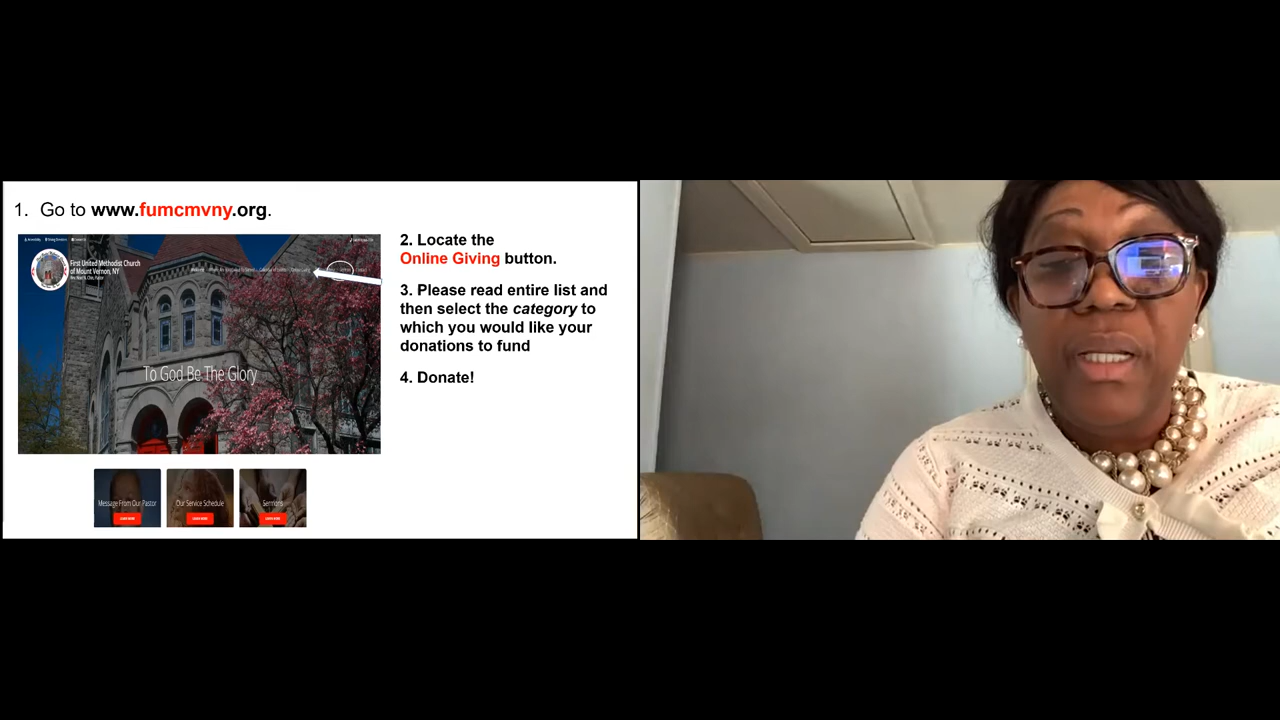 1. Go to www.fumcmvny.org.
First United Methodist Church
of Mount Vernon, NY
To God Be The Glory
Message From Our Pastor
Our Service Schedule
Sermons
2. Locate the
Online Giving button.
3. Please read entire list and
then select the category to
which you would like your
donations to fund
4. Donate!